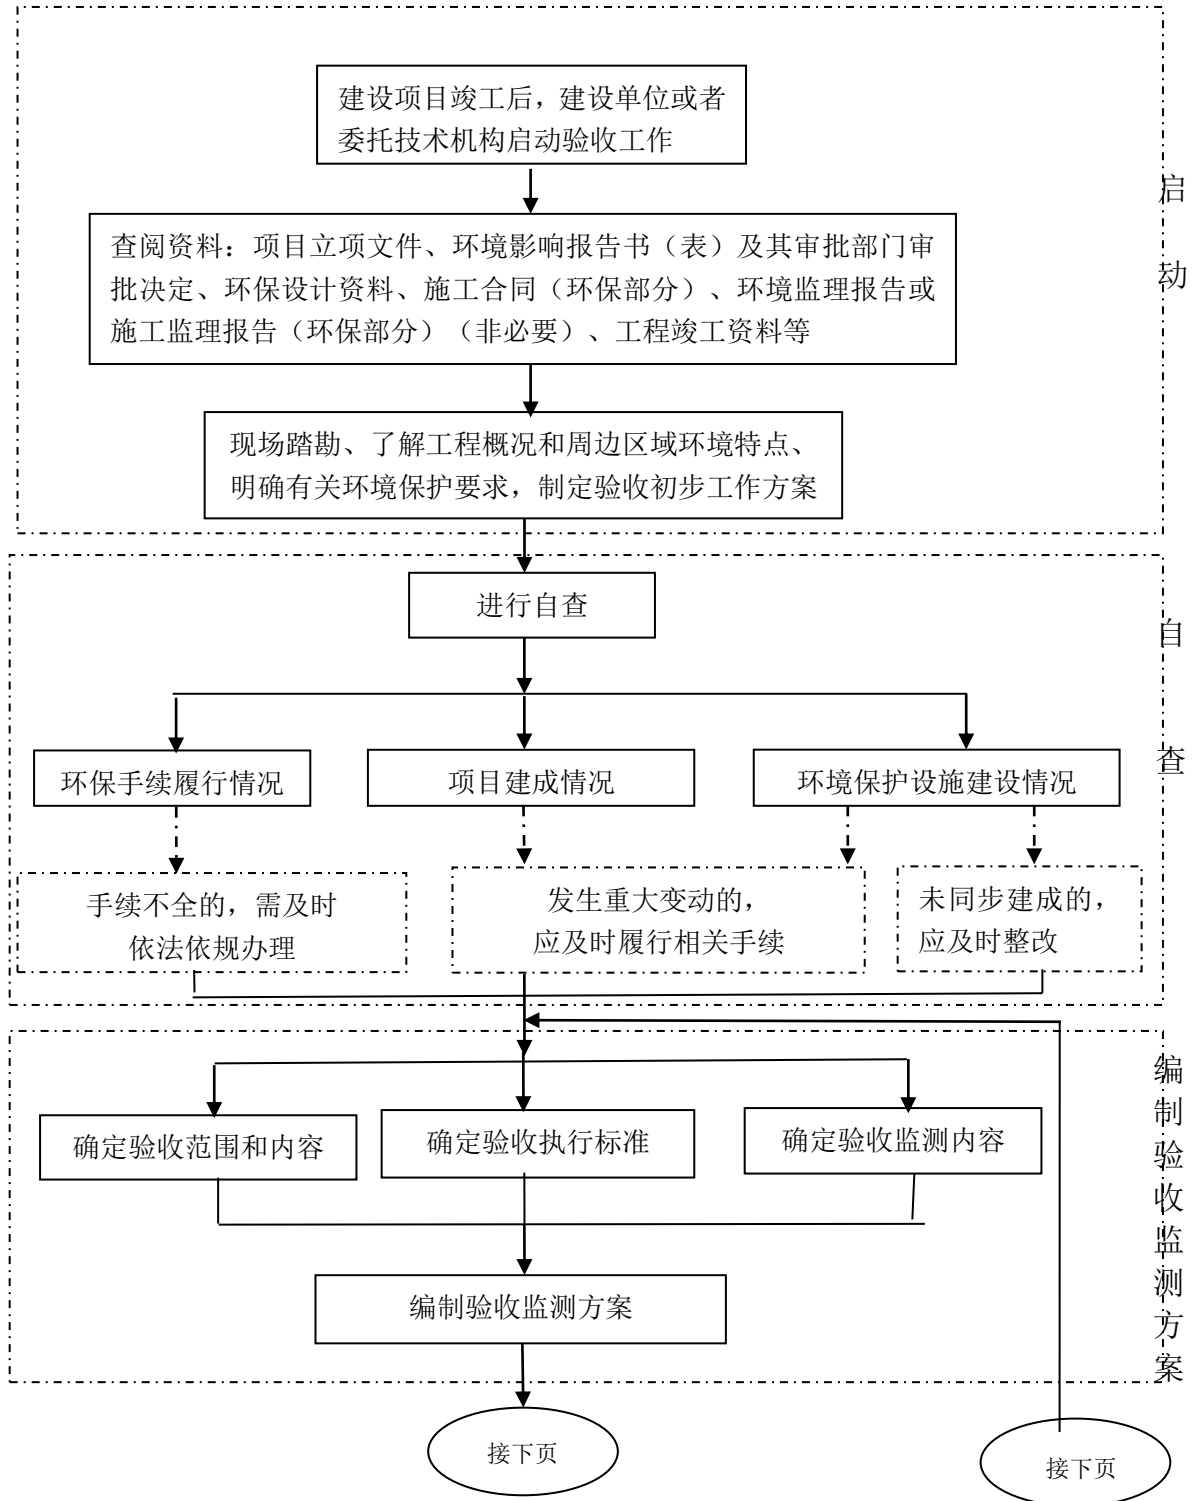 建设项目竣工后，建设单位或者
委托技术机构启动验收工作
启
动
查阅资料：项目立项文件、环境影响报告书（表）及其审批部门审
批决定、环保设计资料、施工合同（环保部分）、环境监理报告或
施工监理报告（环保部分）（非必要）、工程竣工资料等
现场踏勘、了解工程概况和周边区域环境特点、
明确有关环境保护要求，制定验收初步工作方案
进行自查
自
查
环保手续履行情况
项目建成情况
环境保护设施建设情况
手续不全的，需及时
依法依规办理
发生重大变动的，
应及时履行相关手续
未同步建成的，
应及时整改
编
制
验
收
监
测
方
案
确定验收范围和内容
确定验收执行标准
确定验收监测内容
编制验收监测方案
接下页
接下页